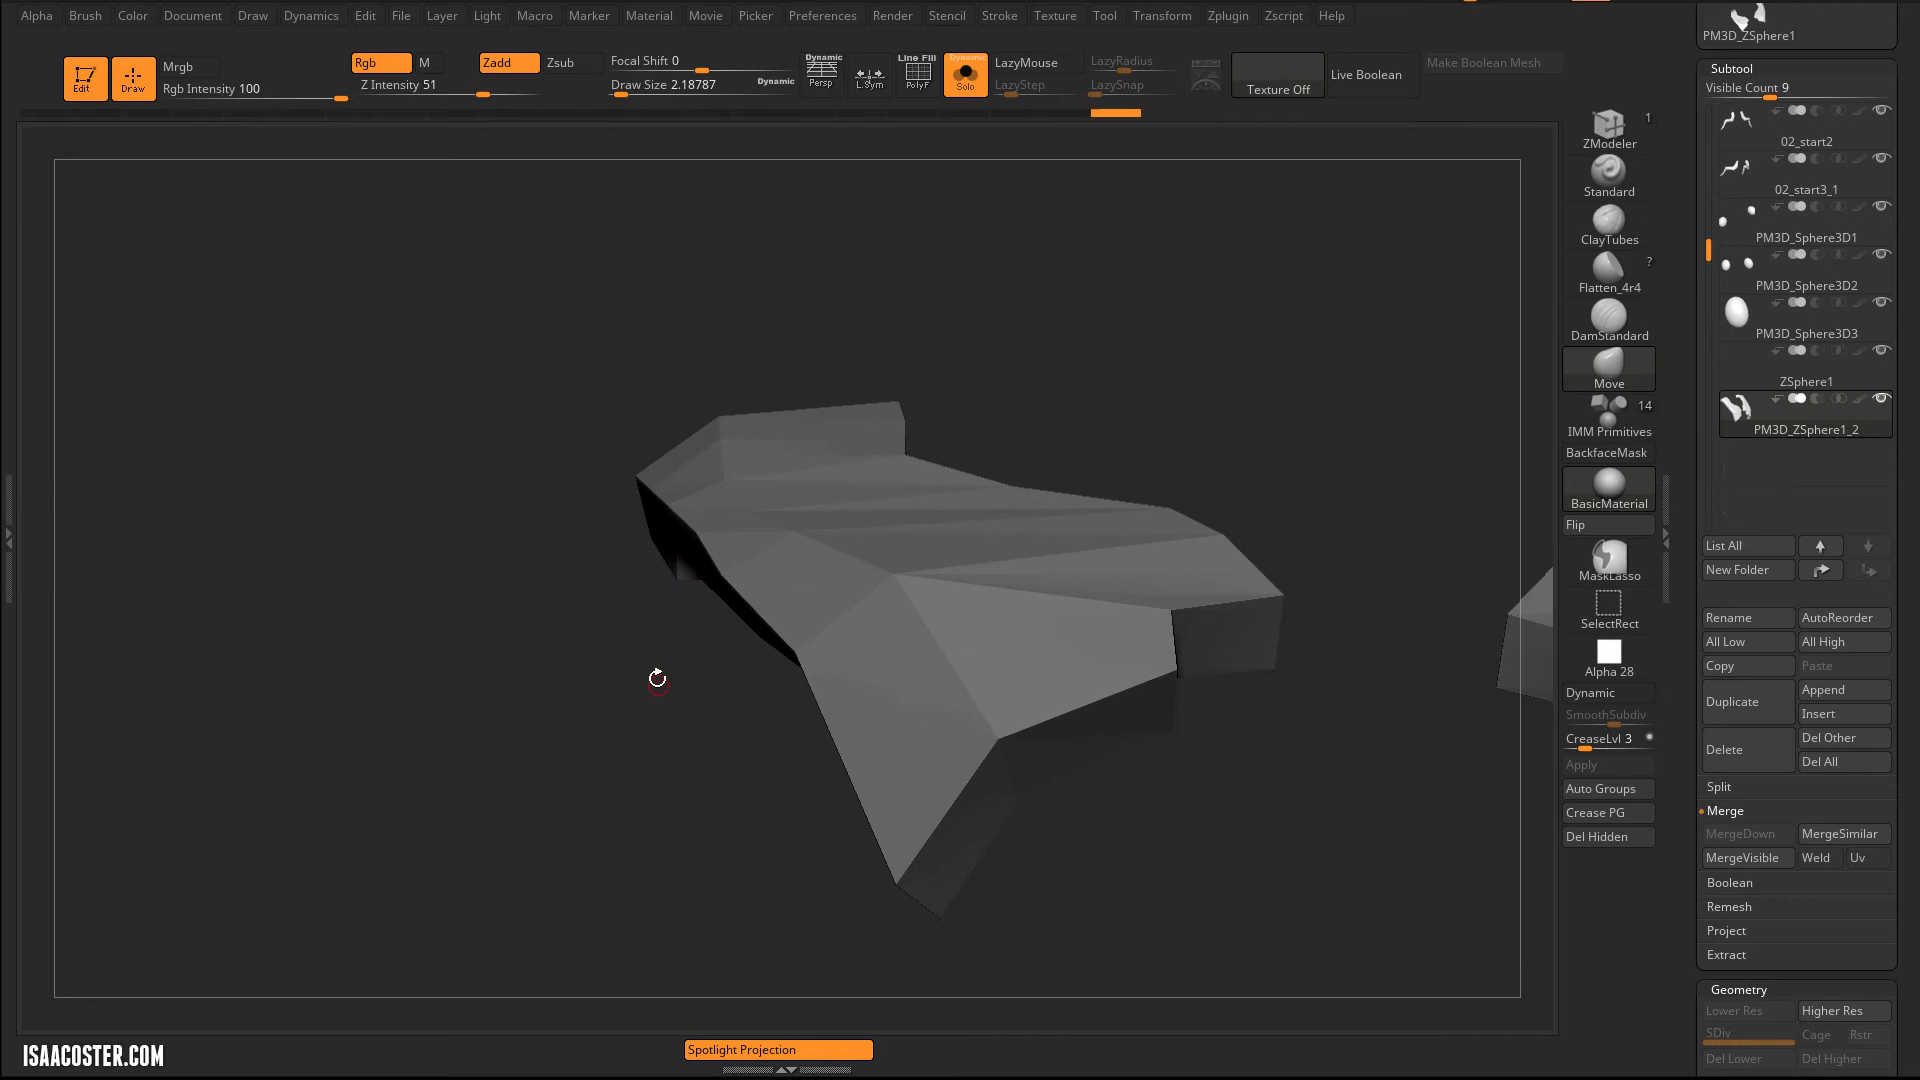 Alpha Brush Color Document Draw Dynamics Edit File Layer Light Macro Marker Material Movie Picker Preferences Render Stencil Stroke Texture Tool Transform Zplugin Zscript Help
PM3D_ZSphere1
Edit
Draw
Mrgb
Rgb Intensity 100
Rgb
M
Z Intensity 51
Zadd
Zsub
Focal Shift 0
Draw Size 2.18787
Dynamic
Dynamic
Persp
L.Sym
Line Fill
PolyF
Dynamic
Solo
LazyMouse
LazyStep
LazyRadius
LazySnap
Texture Off
Live Boolean
Make Boolean Mesh
1
ZModeler
Standard
ClayTubes
?
Flatten_4r4
DamStandard
Move
14
IMM Primitives
BackfaceMask
BasicMaterial
Flip
MaskLasso
SelectRect
Alpha 28
Dynamic
SmoothSubdiv
CreaseLvl 3
Apply
Auto Groups
Crease PG
Del Hidden
Subtool
Visible Count 9
02_start2
02_start3_1
PM3D_Sphere3D1
PM3D_Sphere3D2
PM3D_Sphere3D3
ZSphere1
PM3D_ZSphere1_2
List All
New Folder
Rename AutoReorder
All Low All High
Copy Paste
Duplicate
Append
Insert
Delete
Del Other
Del All
Split
Merge
MergeDown MergeSimilar
MergeVisible Weld Uv
Boolean
Remesh
Project
Extract
Geometry
Lower Res Higher Res
SDiv Cage Rstr
Del Lower Del Higher
Spotlight Projection
ISAACOSTER.COM